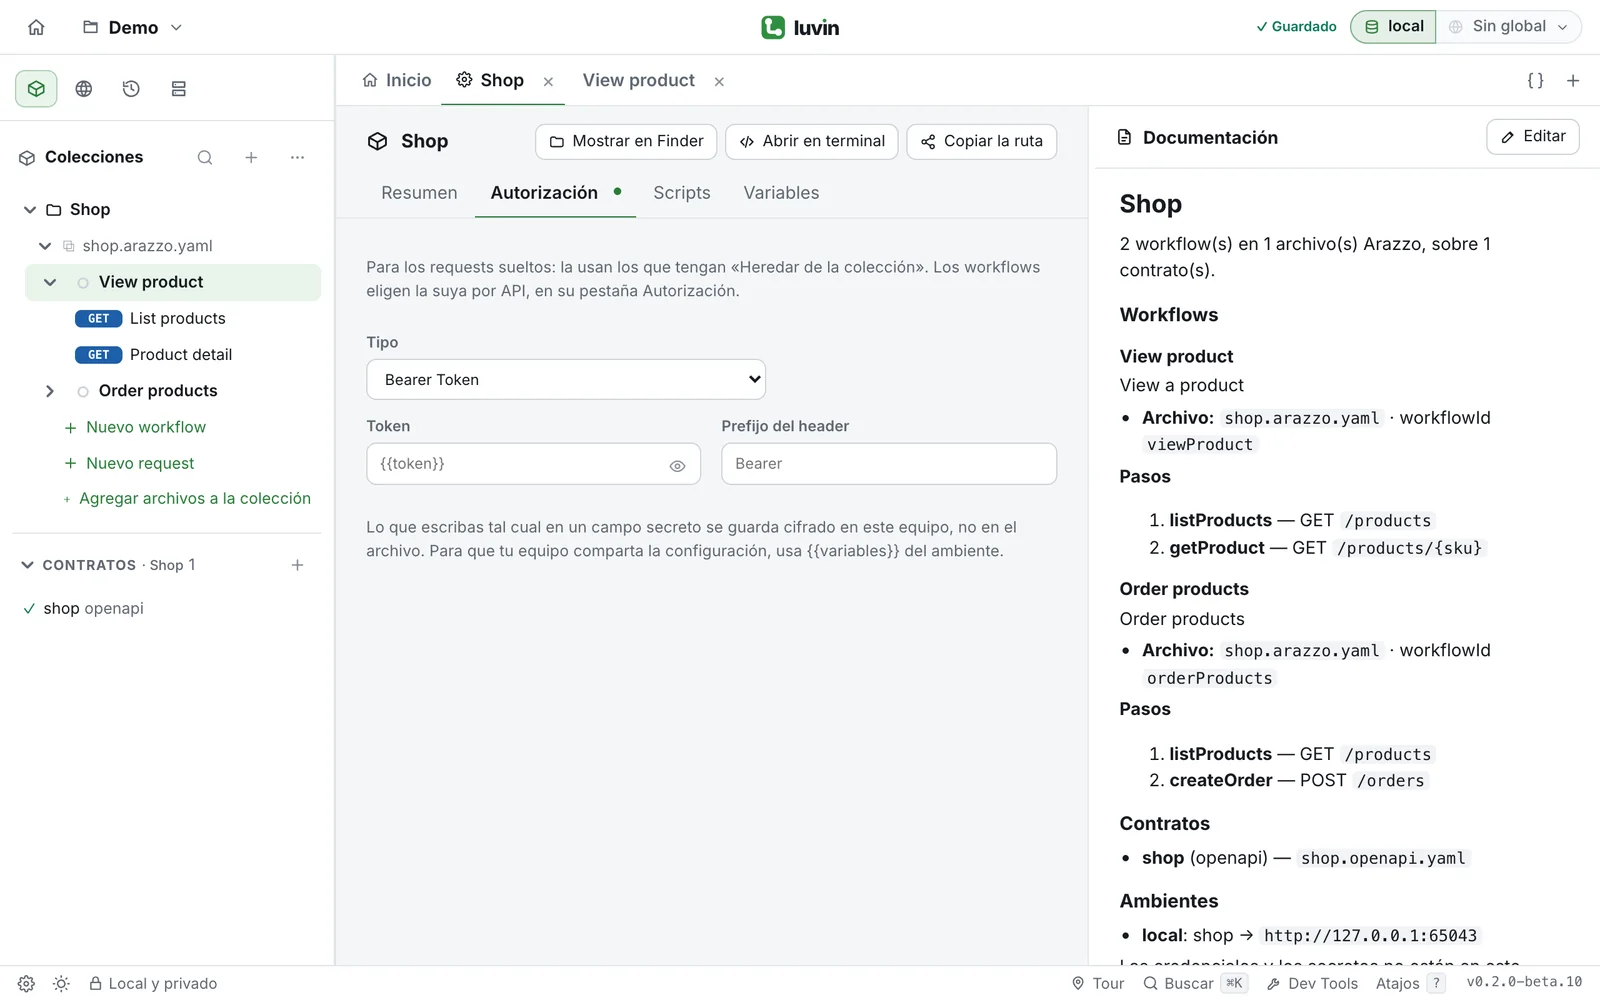 Demo
luvin
Guardado
local
Sin global
Inicio
Shop
View product
Colecciones
Shop
shop.arazzo.yaml
View product
GET List products
GET Product detail
Order products
+ Nuevo workflow
+ Nuevo request
+ Agregar archivos a la colección
CONTRATOS · Shop 1
shop openapi
Shop
Mostrar en Finder
Abrir en terminal
Copiar la ruta
Resumen
Autorización
Scripts
Variables
Para los requests sueltos: la usan los que tengan «Heredar de la colección». Los workflows
eligen la suya por API, en su pestaña Autorización.
Tipo
Bearer Token
Token
Prefijo del header
{{token}}
Bearer
Lo que escribas tal cual en un campo secreto se guarda cifrado en este equipo, no en el
archivo. Para que tu equipo comparta la configuración, usa {{variables}} del ambiente.
Documentación
Editar
Shop
2 workflow(s) en 1 archivo(s) Arazzo, sobre 1
contrato(s).
Workflows
View product
View a product
• Archivo: shop.arazzo.yaml · workflowId
viewProduct
Pasos
1. listProducts — GET /products
2. getProduct — GET /products/{sku}
Order products
Order products
• Archivo: shop.arazzo.yaml · workflowId
orderProducts
Pasos
1. listProducts — GET /products
2. createOrder — POST /orders
Contratos
• shop (openapi) — shop.openapi.yaml
Ambientes
• local: shop → http://127.0.0.1:65043
Local y privado
Tour
Buscar ⌘K
Dev Tools
Atajos ?
v0.2.0-beta.10